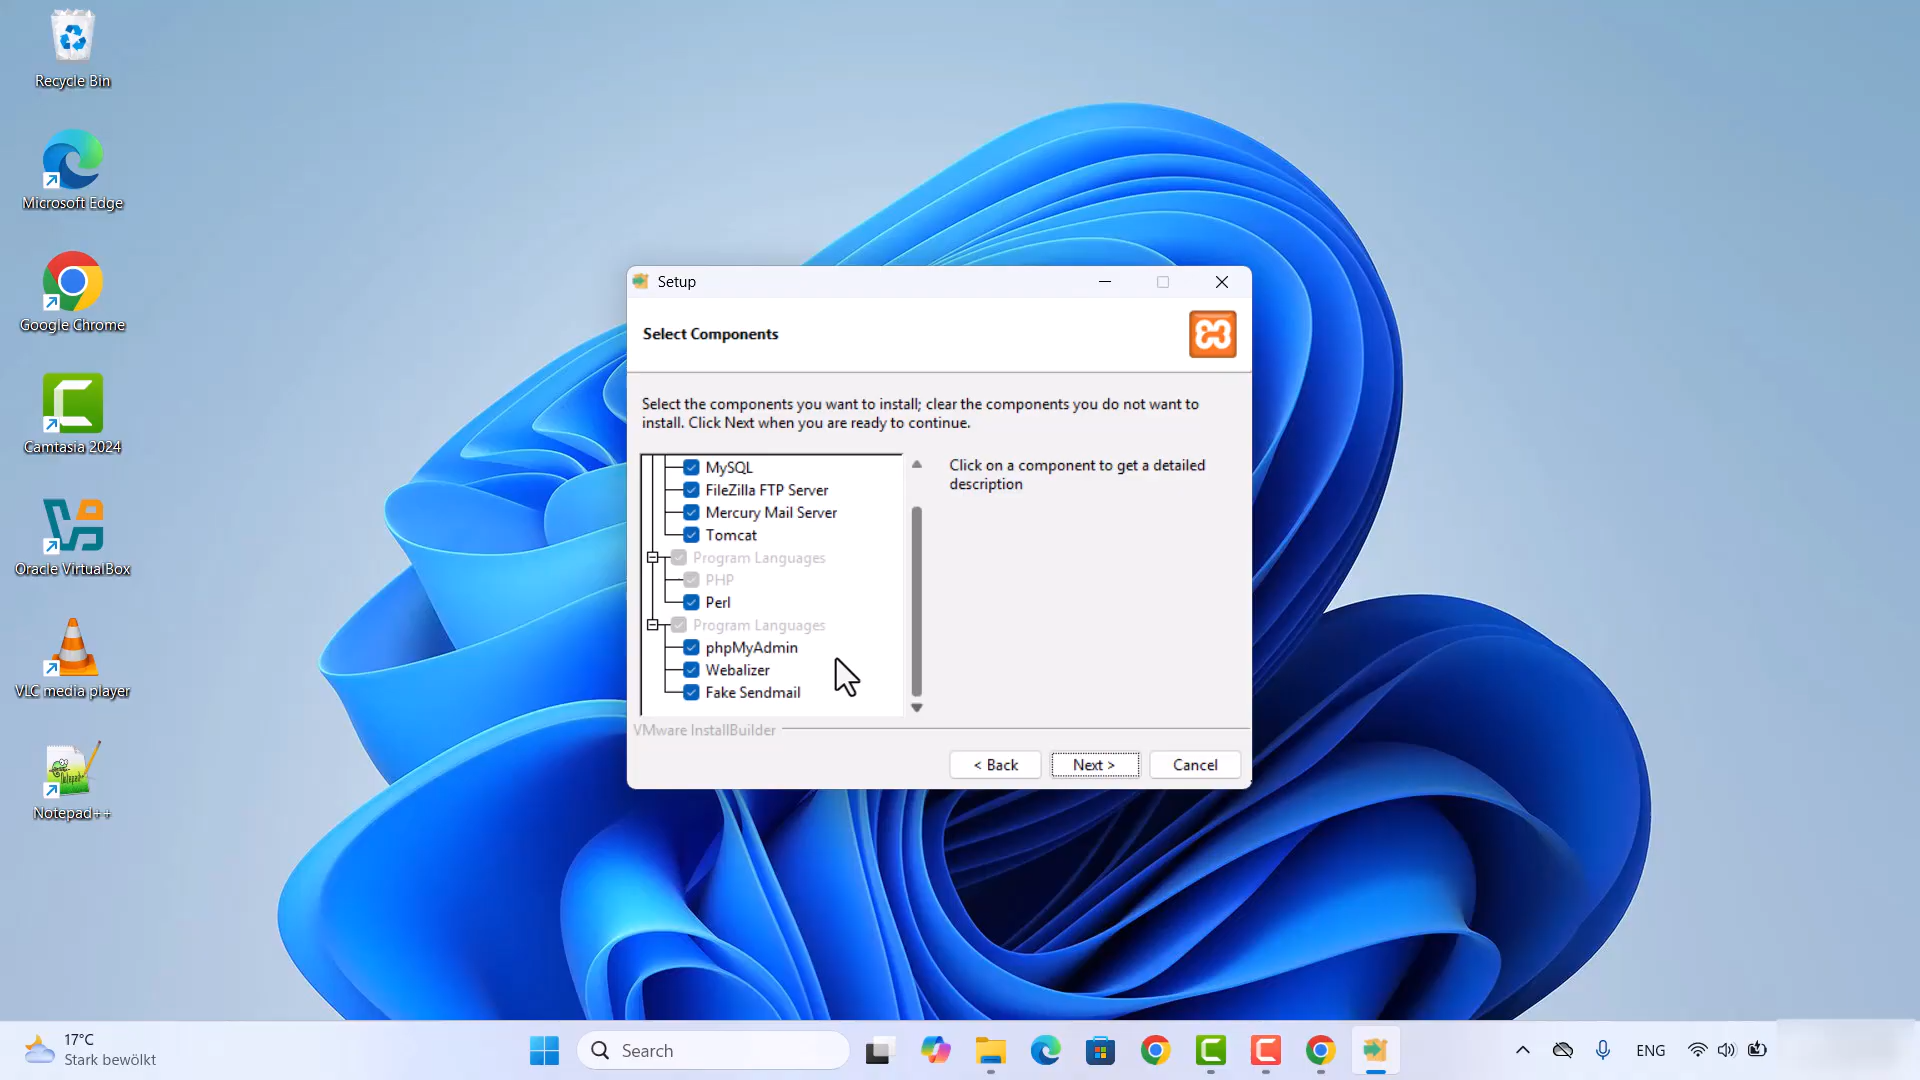 Recycle Bin
Microsoft Edge
Google Chrome
Camtasia 2024
Oracle VirtualBox
VLC media player
Notepad++
Setup
Select Components
Select the components you want to install; clear the components you do not want to
install. Click Next when you are ready to continue.
MySQL
FileZilla FTP Server
Mercury Mail Server
Tomcat
Program Languages
PHP
Perl
Program Languages
phpMyAdmin
Webalizer
Fake Sendmail
Click on a component to get a detailed
description
VMware InstallBuilder
< Back
Next >
Cancel
17°C
Stark bewölkt
Search
ENG